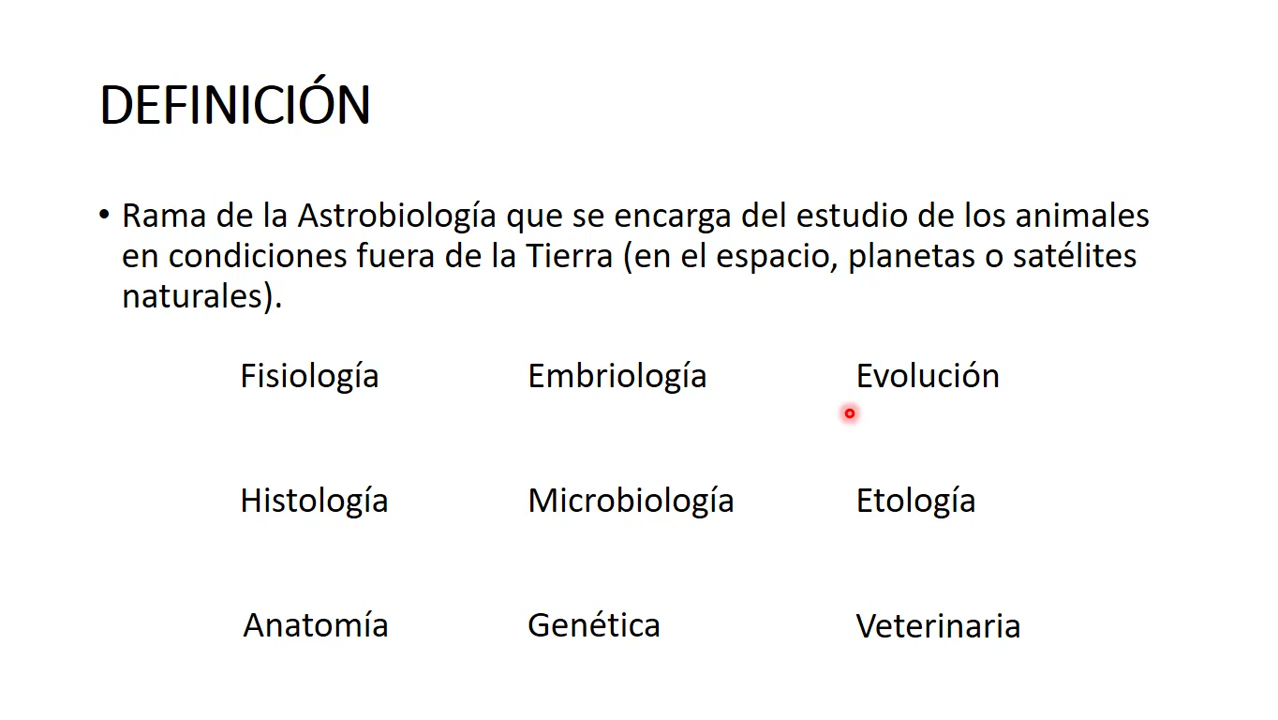 DEFINICIÓN
• Rama de la Astrobiología que se encarga del estudio de los animales
en condiciones fuera de la Tierra (en el espacio, planetas o satélites
naturales).
Fisiología Embriología Evolución
Histología Microbiología Etología
Anatomía Genética Veterinaria